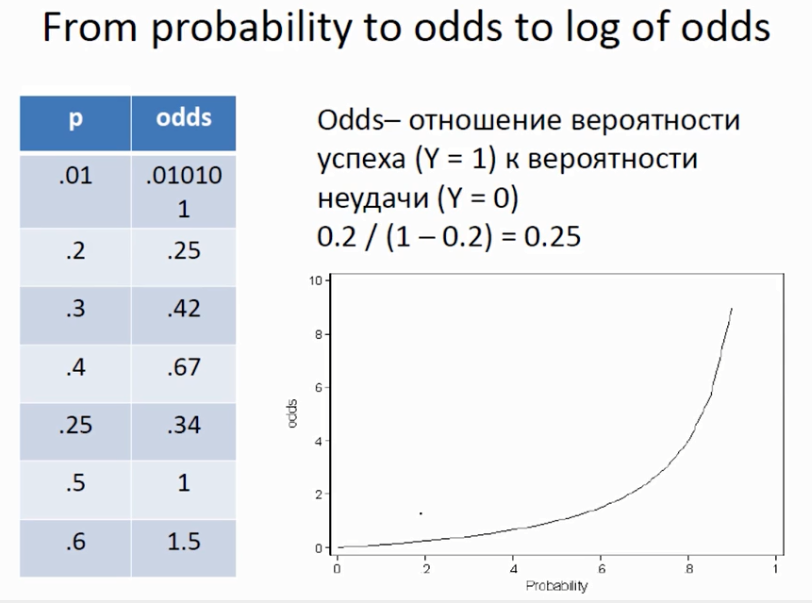 From probability to odds to log of odds
p odds
.01 .01010
1
.2 .25
.3 .42
.4 .67
.25 .34
.5 1
.6 1.5
Odds– отношение вероятности
успеха (Y = 1) к вероятности
неудачи (Y = 0)
0.2 / (1 – 0.2) = 0.25
10
8
6
4
2
0
odds
0 .2 .4 .6 .8 1
Probability